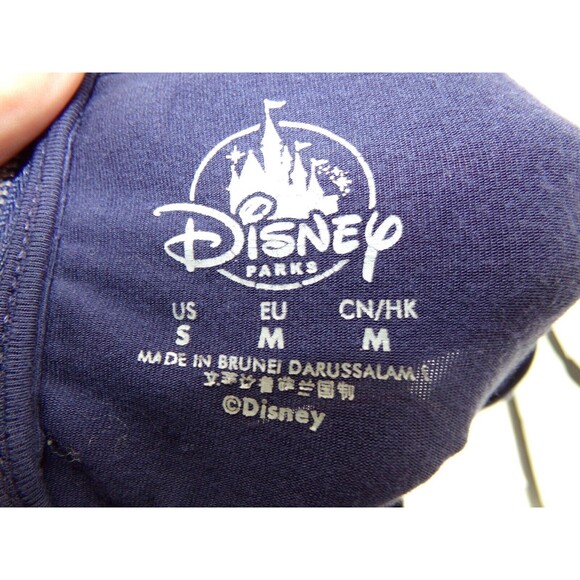 Disney
PARKS
US EU CN/HK
S M M
MADE IN BRUNEI DARUSSALAM
©Disney